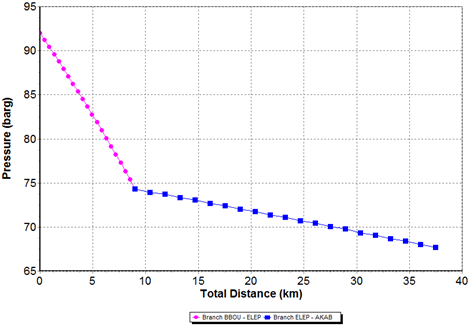 95
90
85
80
75
70
65
Pressure (barg)
0 5 10 15 20 25 30 35 40
Total Distance (km)
Branch BBOU - ELEP Branch ELEP - AKAB